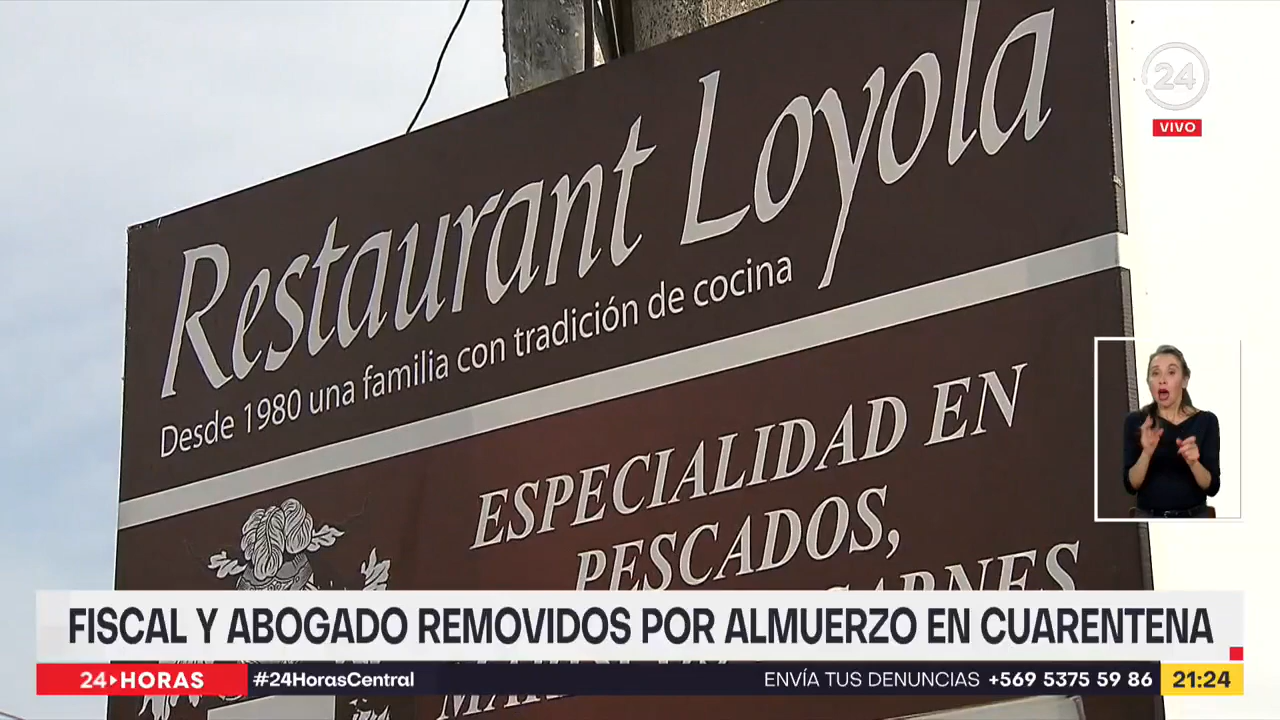 Restaurant Loyola
Desde 1980 una familia con tradición de cocina
24
VIVO
ESPECIALIDAD EN
PESCADOS,
CARNES
FISCAL Y ABOGADO REMOVIDOS POR ALMUERZO EN CUARENTENA
24 HORAS
#24HorasCentral
ENVÍA TUS DENUNCIAS +569 5375 59 86
21:24